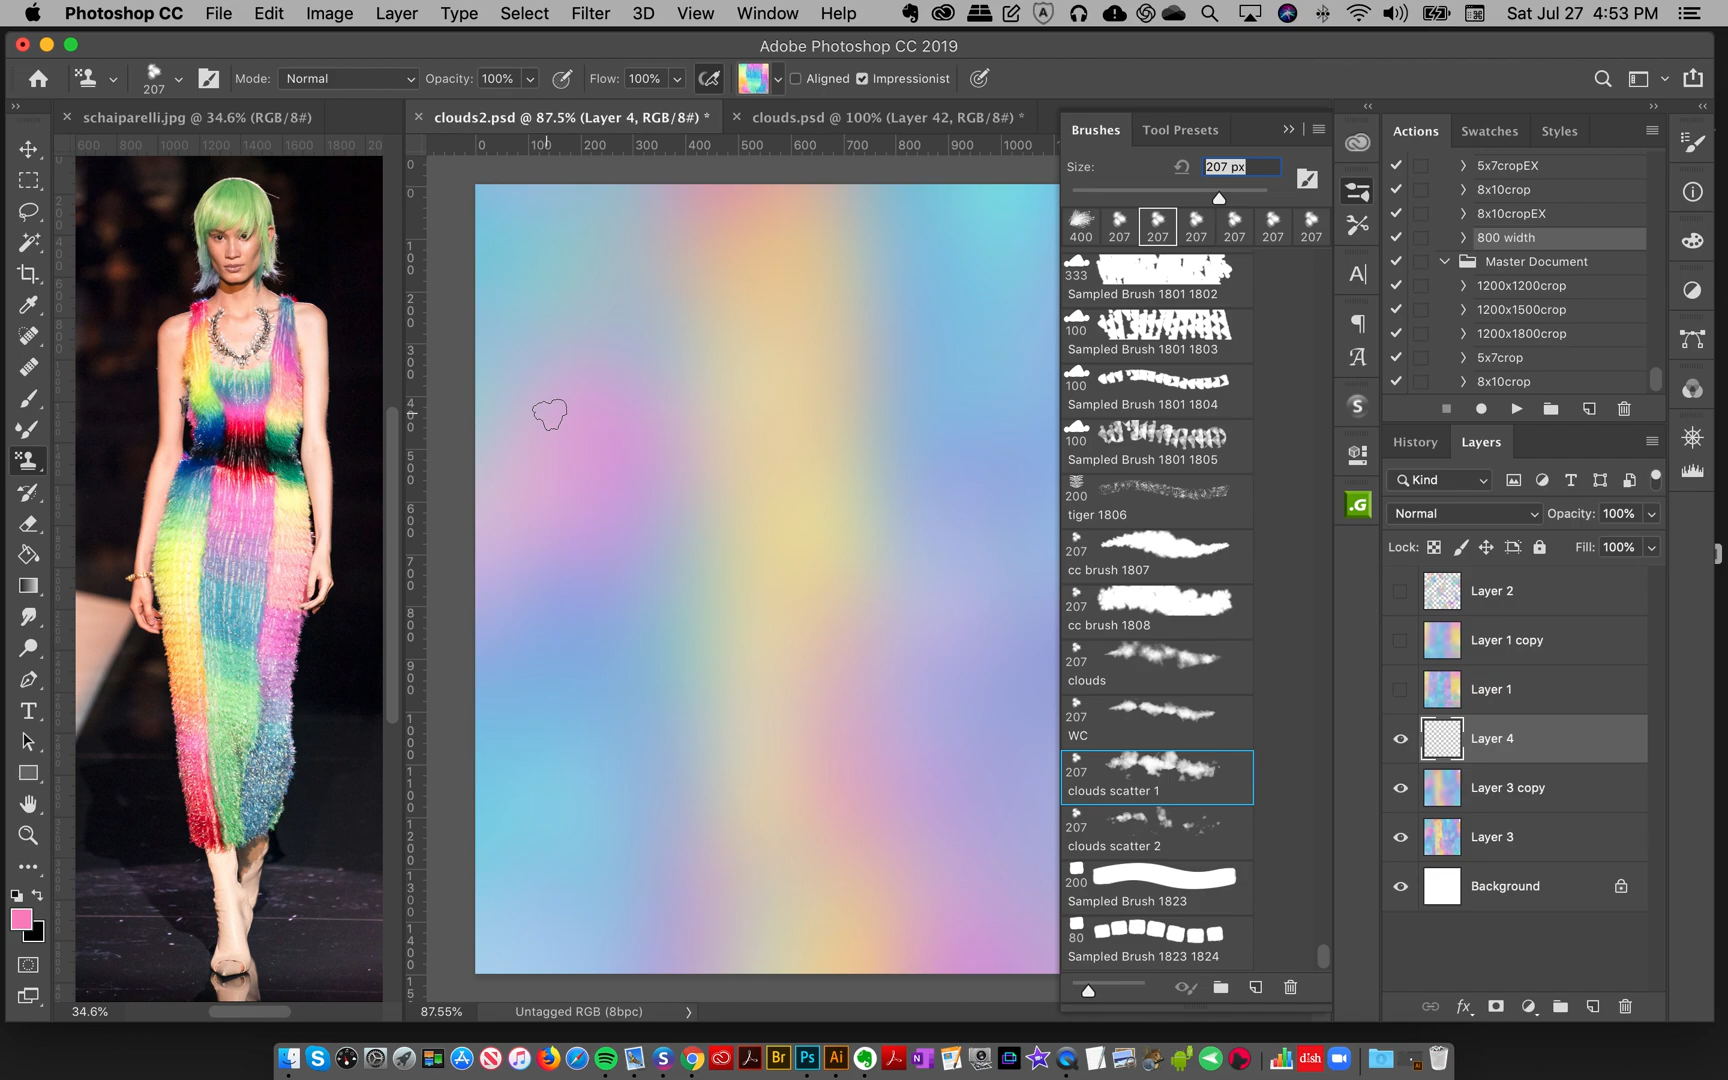 Photoshop CC File Edit Image Layer Type Select Filter 3D View Window Help Sat Jul 27 4:53 PM
Adobe Photoshop CC 2019
207 Mode: Normal Opacity: 100% Flow: 100% Aligned Impressionist
schaiparelli.jpg @ 34.6% (RGB/8#)
clouds2.psd @ 87.5% (Layer 4, RGB/8#) *
clouds.psd @ 100% (Layer 42, RGB/8#) *
800 1000 1200 1400 1600 1800 20
0 100 200 300 400 500 600 700 800 900 1000
Brushes Tool Presets
Size: 207 px
400 207 207 207 207 207 207
333
Sampled Brush 1801 1802
100
Sampled Brush 1801 1803
100
Sampled Brush 1801 1804
100
Sampled Brush 1801 1805
200
tiger 1806
207
cc brush 1807
207
cc brush 1808
207
clouds
207
WC
207
clouds scatter 1
207
clouds scatter 2
200
Sampled Brush 1823
80
Sampled Brush 1823 1824
Actions Swatches Styles
5x7cropEX
8x10crop
8x10cropEX
800 width
Master Document
1200x1200crop
1200x1500crop
1200x1800crop
5x7crop
8x10crop
History Layers
Kind
Normal Opacity: 100%
Lock: Fill: 100%
Layer 2
Layer 1 copy
Layer 1
Layer 4
Layer 3 copy
Layer 3
Background
34.6%
87.55% Untagged RGB (8bpc)
Br Ps Ai
dish